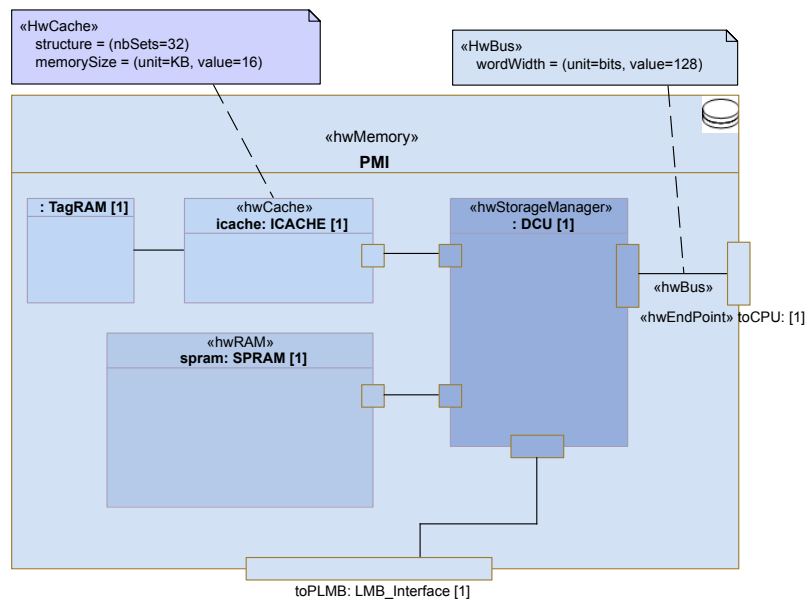 «HwCache»
structure = (nbSets=32)
memorySize = (unit=KB, value=16)
«HwBus»
wordWidth = (unit=bits, value=128)
«hwMemory»
PMI
: TagRAM [1]
«hwCache»
icache: ICACHE [1]
«hwStorageManager»
: DCU [1]
«hwBus»
«hwEndPoint» toCPU: [1]
«hwRAM»
spram: SPRAM [1]
toPLMB: LMB_Interface [1]